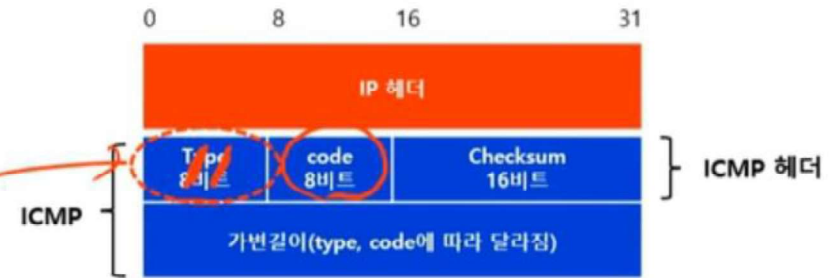 0 8 16 31
IP 헤더
Type code Checksum
8비트 8비트 16비트
ICMP 헤더
ICMP
가변길이(type, code에 따라 달라짐)